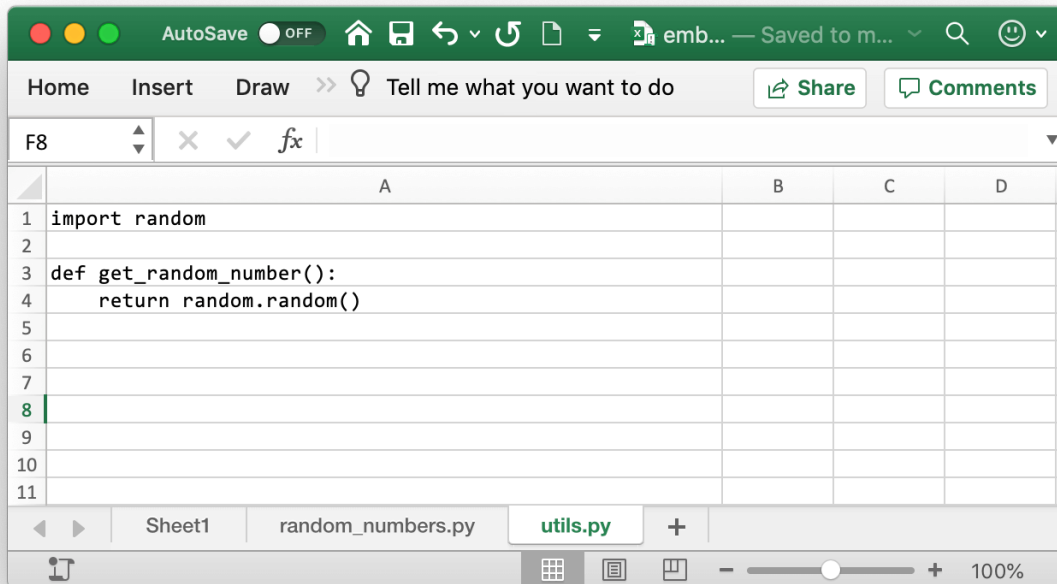 AutoSave OFF emb... — Saved to m...
Home Insert Draw Tell me what you want to do Share Comments
F8 fx
A B C D
1 import random
2
3 def get_random_number():
4     return random.random()
5
6
7
8
9
10
11
Sheet1 random_numbers.py utils.py +
− + 100%